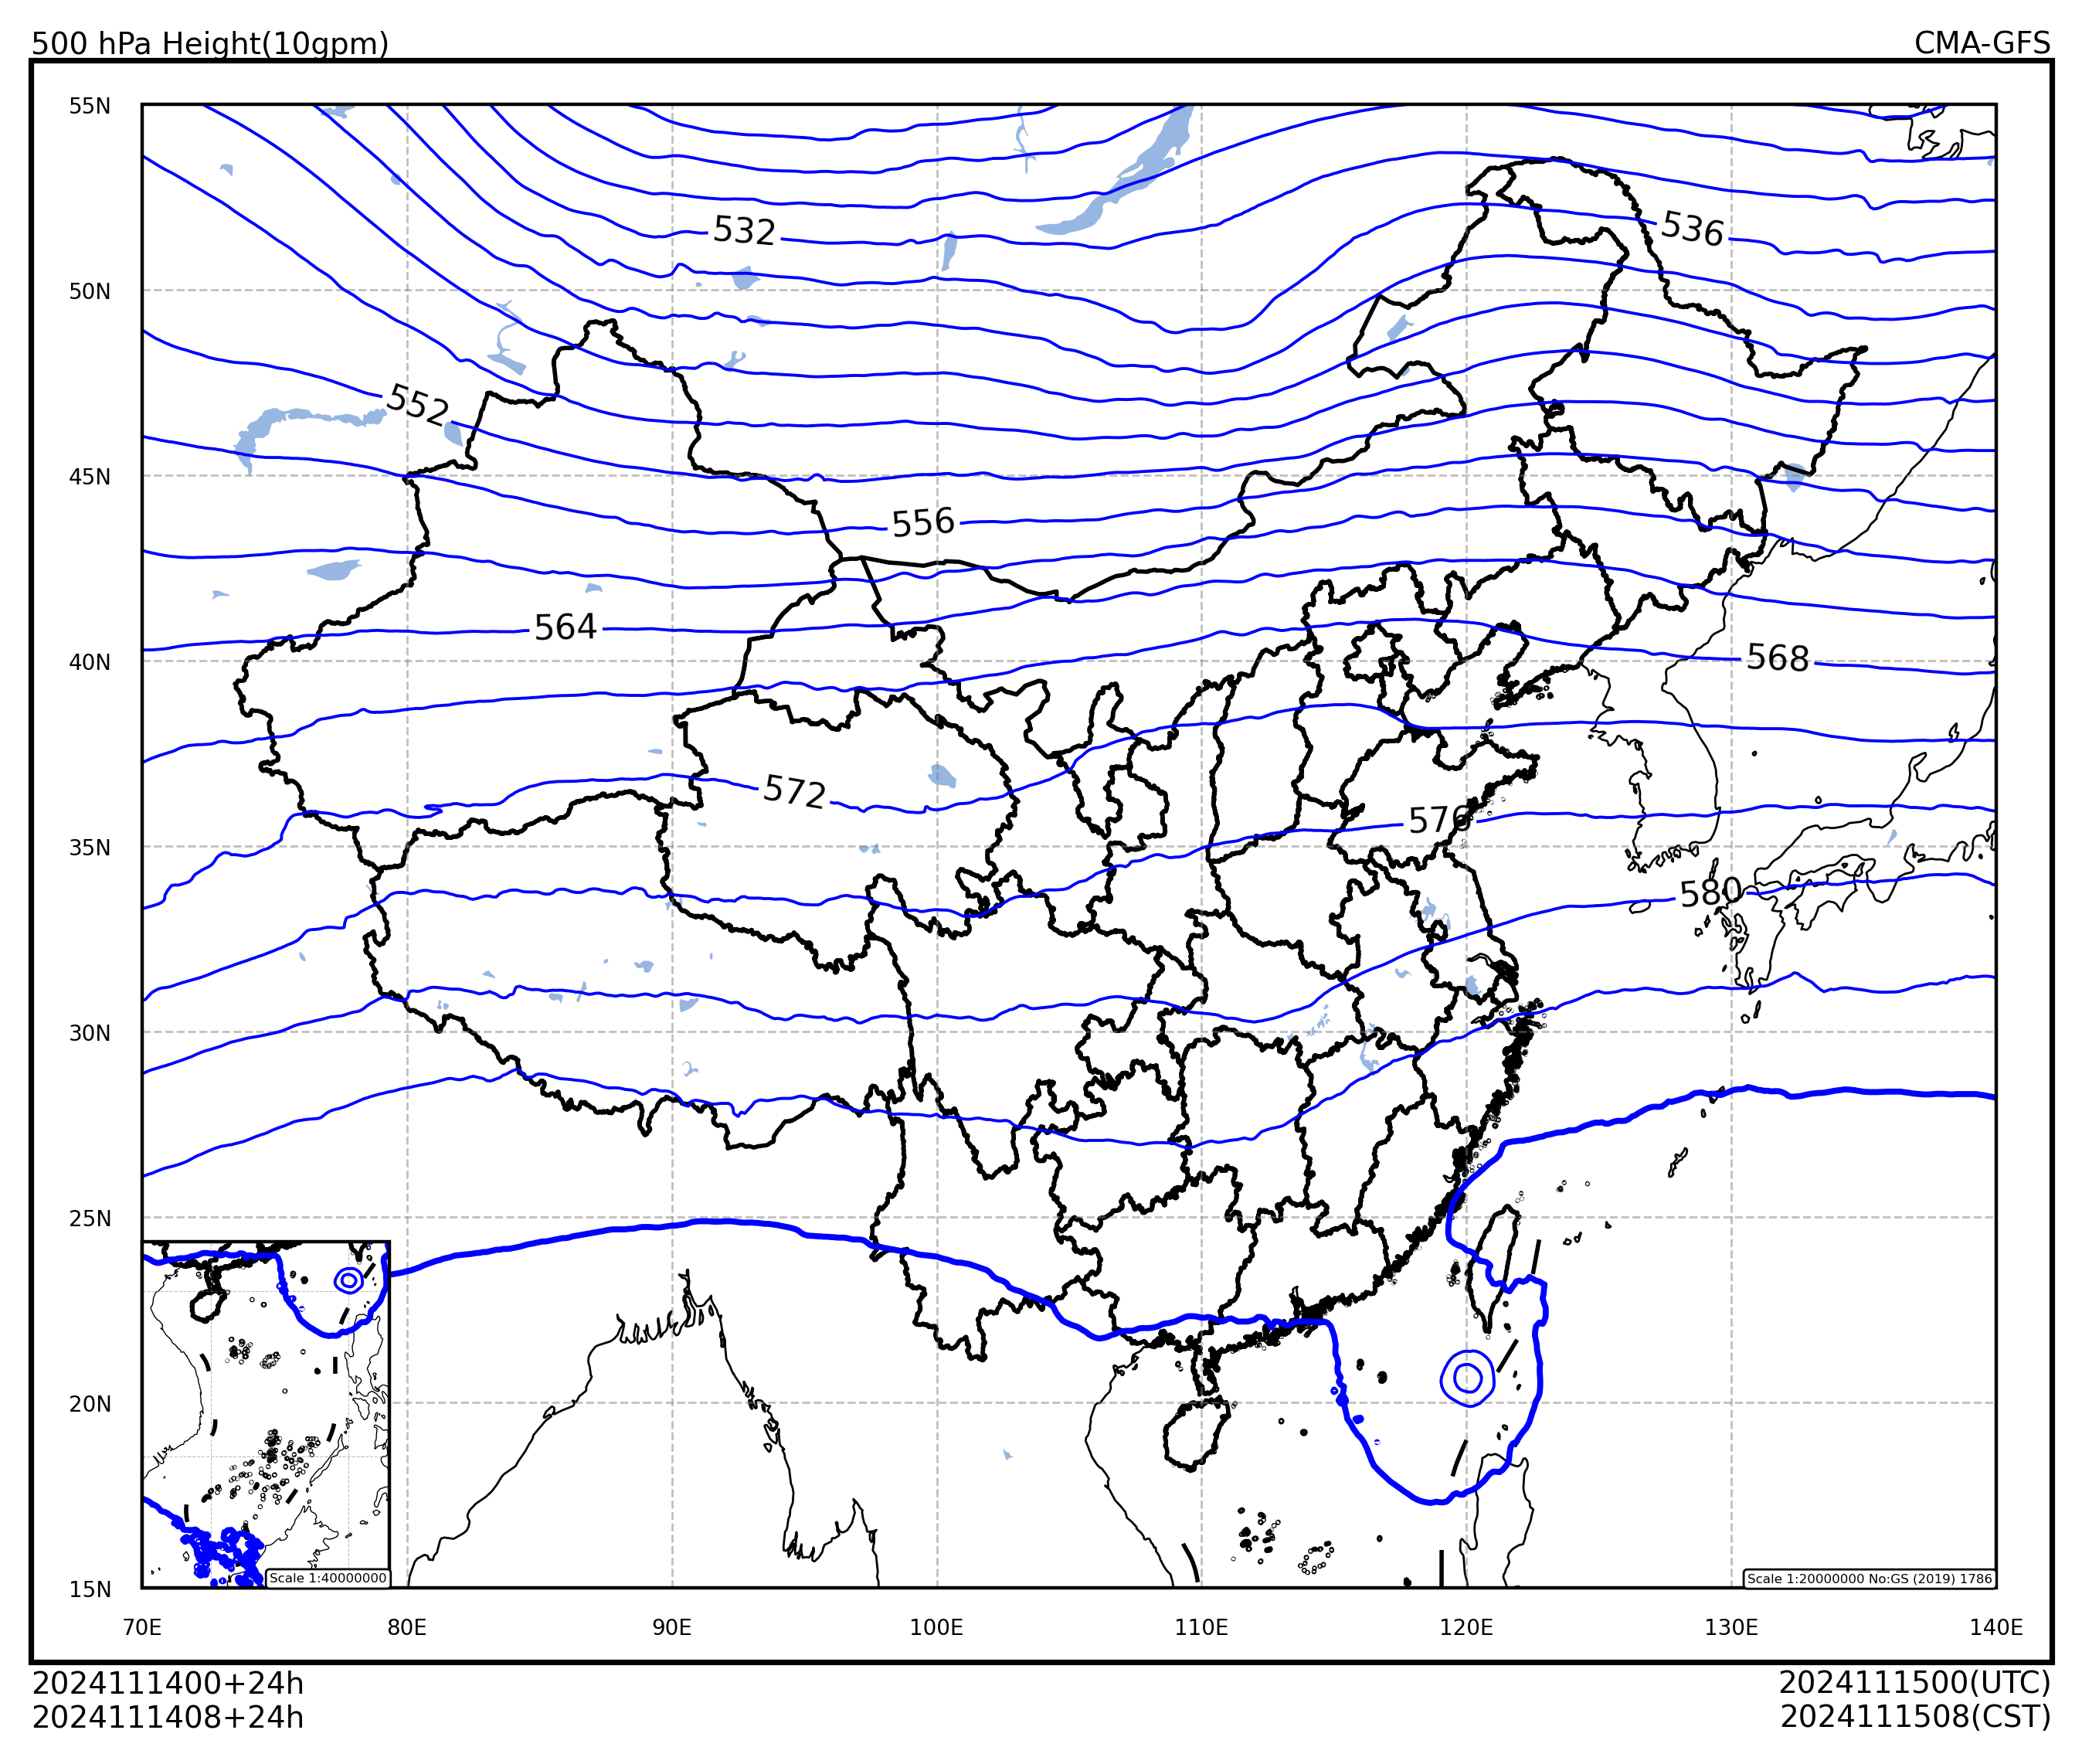 500 hPa Height(10gpm)
CMA-GFS
55N
50N
45N
40N
35N
30N
25N
20N
15N
532
536
552
556
564
568
572
576
580
Scale 1:40000000
Scale 1:20000000 No:GS (2019) 1786
70E
80E
90E
100E
110E
120E
130E
140E
2024111400+24h
2024111500(UTC)
2024111408+24h
2024111508(CST)